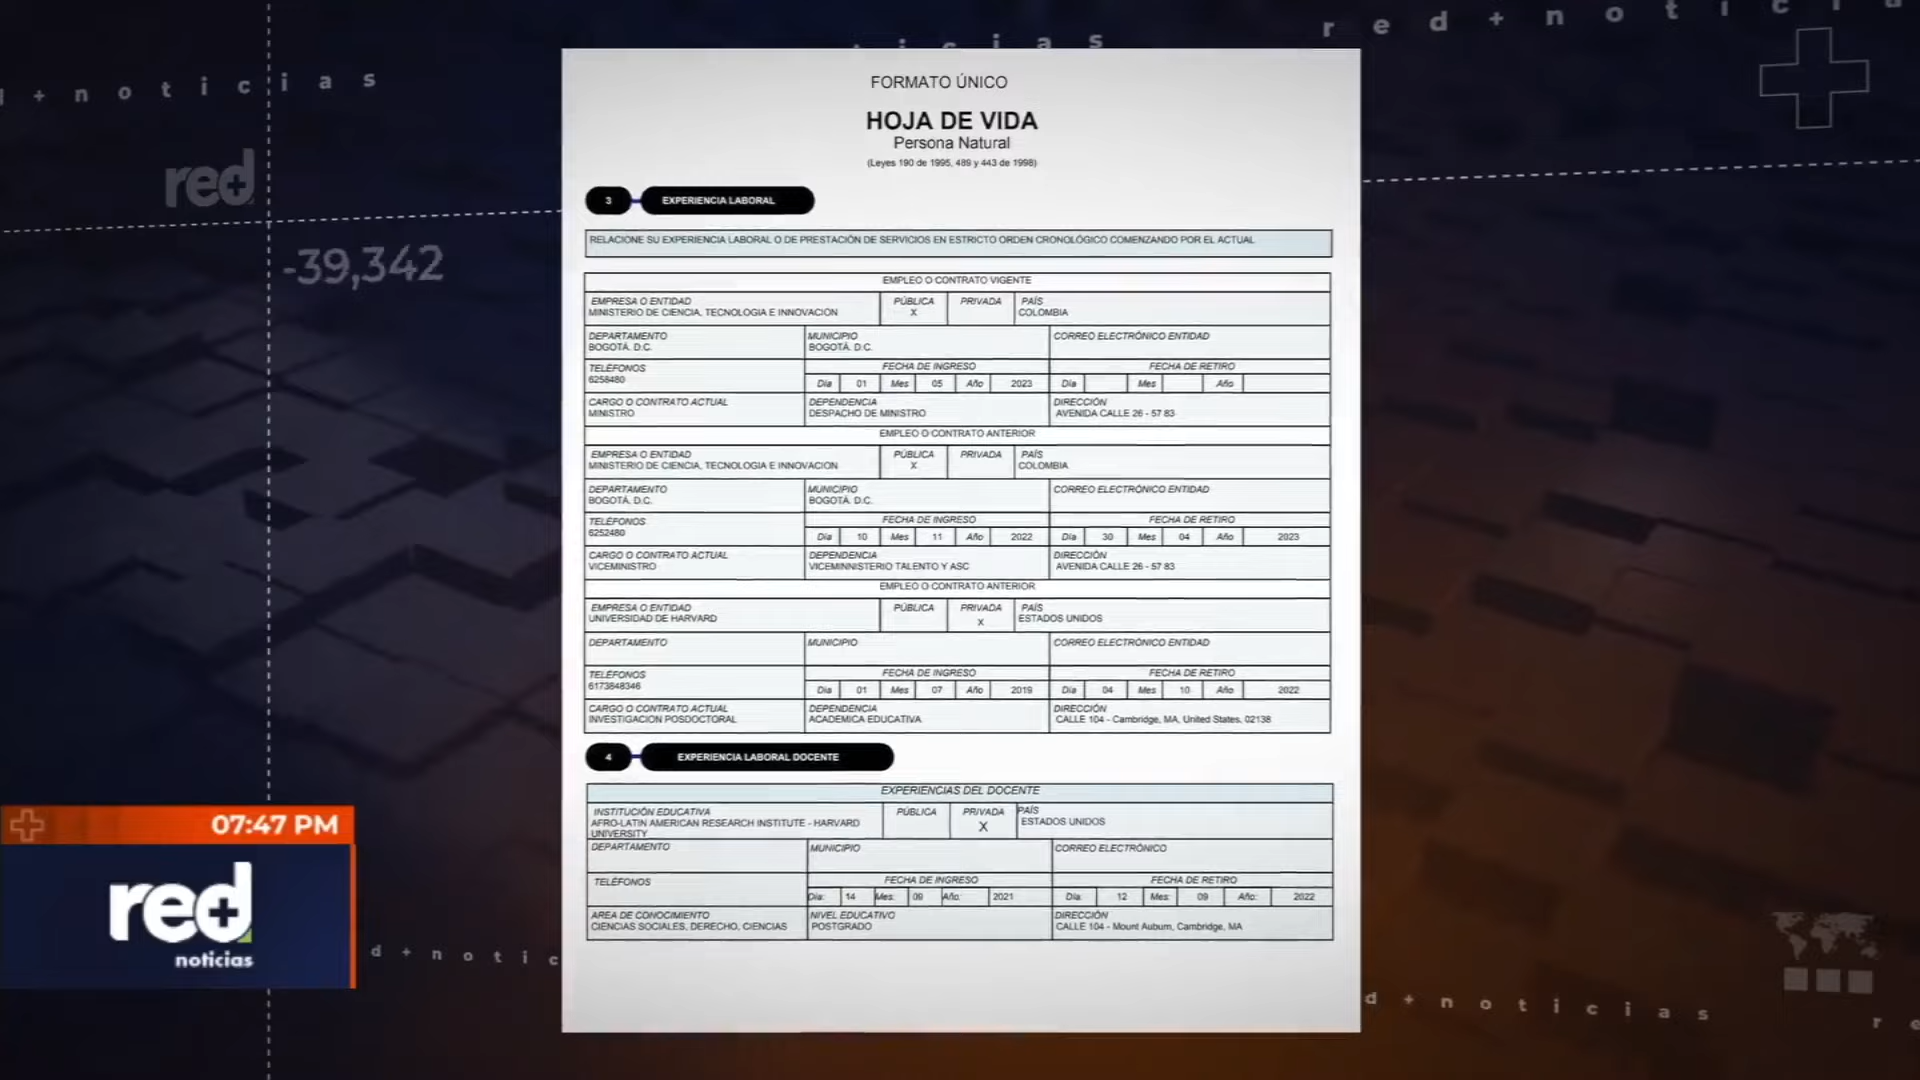 red + notici
d + noticias
ticias
red+
-39,342
FORMATO ÚNICO
HOJA DE VIDA
Persona Natural
(Leyes 190 de 1995, 489 y 443 de 1998)
3 EXPERIENCIA LABORAL
RELACIONE SU EXPERIENCIA LABORAL O DE PRESTACIÓN DE SERVICIOS EN ESTRICTO ORDEN CRONOLÓGICO COMENZANDO POR EL ACTUAL
EMPLEO O CONTRATO VIGENTE
EMPRESA O ENTIDAD PÚBLICA PRIVADA PAÍS
MINISTERIO DE CIENCIA, TECNOLOGIA E INNOVACION X COLOMBIA
DEPARTAMENTO MUNICIPIO CORREO ELECTRÓNICO ENTIDAD
BOGOTÁ. D.C. BOGOTÁ. D.C.
TELÉFONOS FECHA DE INGRESO FECHA DE RETIRO
6258480 Día 01 Mes 05 Año 2023 Día Mes Año
CARGO O CONTRATO ACTUAL DEPENDENCIA DIRECCIÓN
MINISTRO DESPACHO DE MINISTRO AVENIDA CALLE 26 - 57 83
EMPLEO O CONTRATO ANTERIOR
EMPRESA O ENTIDAD PÚBLICA PRIVADA PAÍS
MINISTERIO DE CIENCIA, TECNOLOGIA E INNOVACION X COLOMBIA
DEPARTAMENTO MUNICIPIO CORREO ELECTRÓNICO ENTIDAD
BOGOTÁ. D.C. BOGOTÁ. D.C.
TELÉFONOS FECHA DE INGRESO FECHA DE RETIRO
6252480 Día 10 Mes 11 Año 2022 Día 30 Mes 04 Año 2023
CARGO O CONTRATO ACTUAL DEPENDENCIA DIRECCIÓN
VICEMINISTRO VICEMINNISTERIO TALENTO Y ASC AVENIDA CALLE 26 - 57 83
EMPLEO O CONTRATO ANTERIOR
EMPRESA O ENTIDAD PÚBLICA PRIVADA PAÍS
UNIVERSIDAD DE HARVARD X ESTADOS UNIDOS
DEPARTAMENTO MUNICIPIO CORREO ELECTRÓNICO ENTIDAD
TELÉFONOS FECHA DE INGRESO FECHA DE RETIRO
6173848346 Día 01 Mes 07 Año 2019 Día 04 Mes 10 Año 2022
CARGO O CONTRATO ACTUAL DEPENDENCIA DIRECCIÓN
INVESTIGACION POSDOCTORAL ACADEMICA EDUCATIVA CALLE 104 - Cambridge, MA, United States, 02138
4 EXPERIENCIA LABORAL DOCENTE
EXPERIENCIAS DEL DOCENTE
INSTITUCIÓN EDUCATIVA PÚBLICA PRIVADA PAÍS
AFRO-LATIN AMERICAN RESEARCH INSTITUTE - HARVARD X ESTADOS UNIDOS
UNIVERSITY
DEPARTAMENTO MUNICIPIO CORREO ELECTRÓNICO
TELÉFONOS FECHA DE INGRESO FECHA DE RETIRO
Día: 14 Mes: 09 Año: 2021 Día: 12 Mes: 09 Año: 2022
AREA DE CONOCIMIENTO NIVEL EDUCATIVO DIRECCIÓN
CIENCIAS SOCIALES, DERECHO, CIENCIAS POSTGRADO CALLE 104 - Mount Auburn, Cambridge, MA
07:47 PM
red+
noticias
d + notic
d + noticias
re